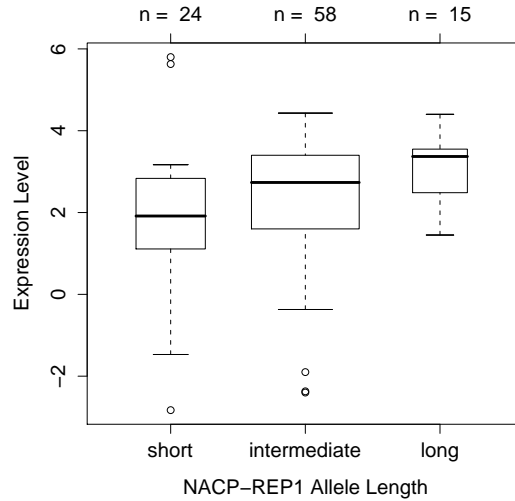 n = 24 n = 58 n = 15
Expression Level
6
4
2
0
−2
short intermediate long
NACP−REP1 Allele Length